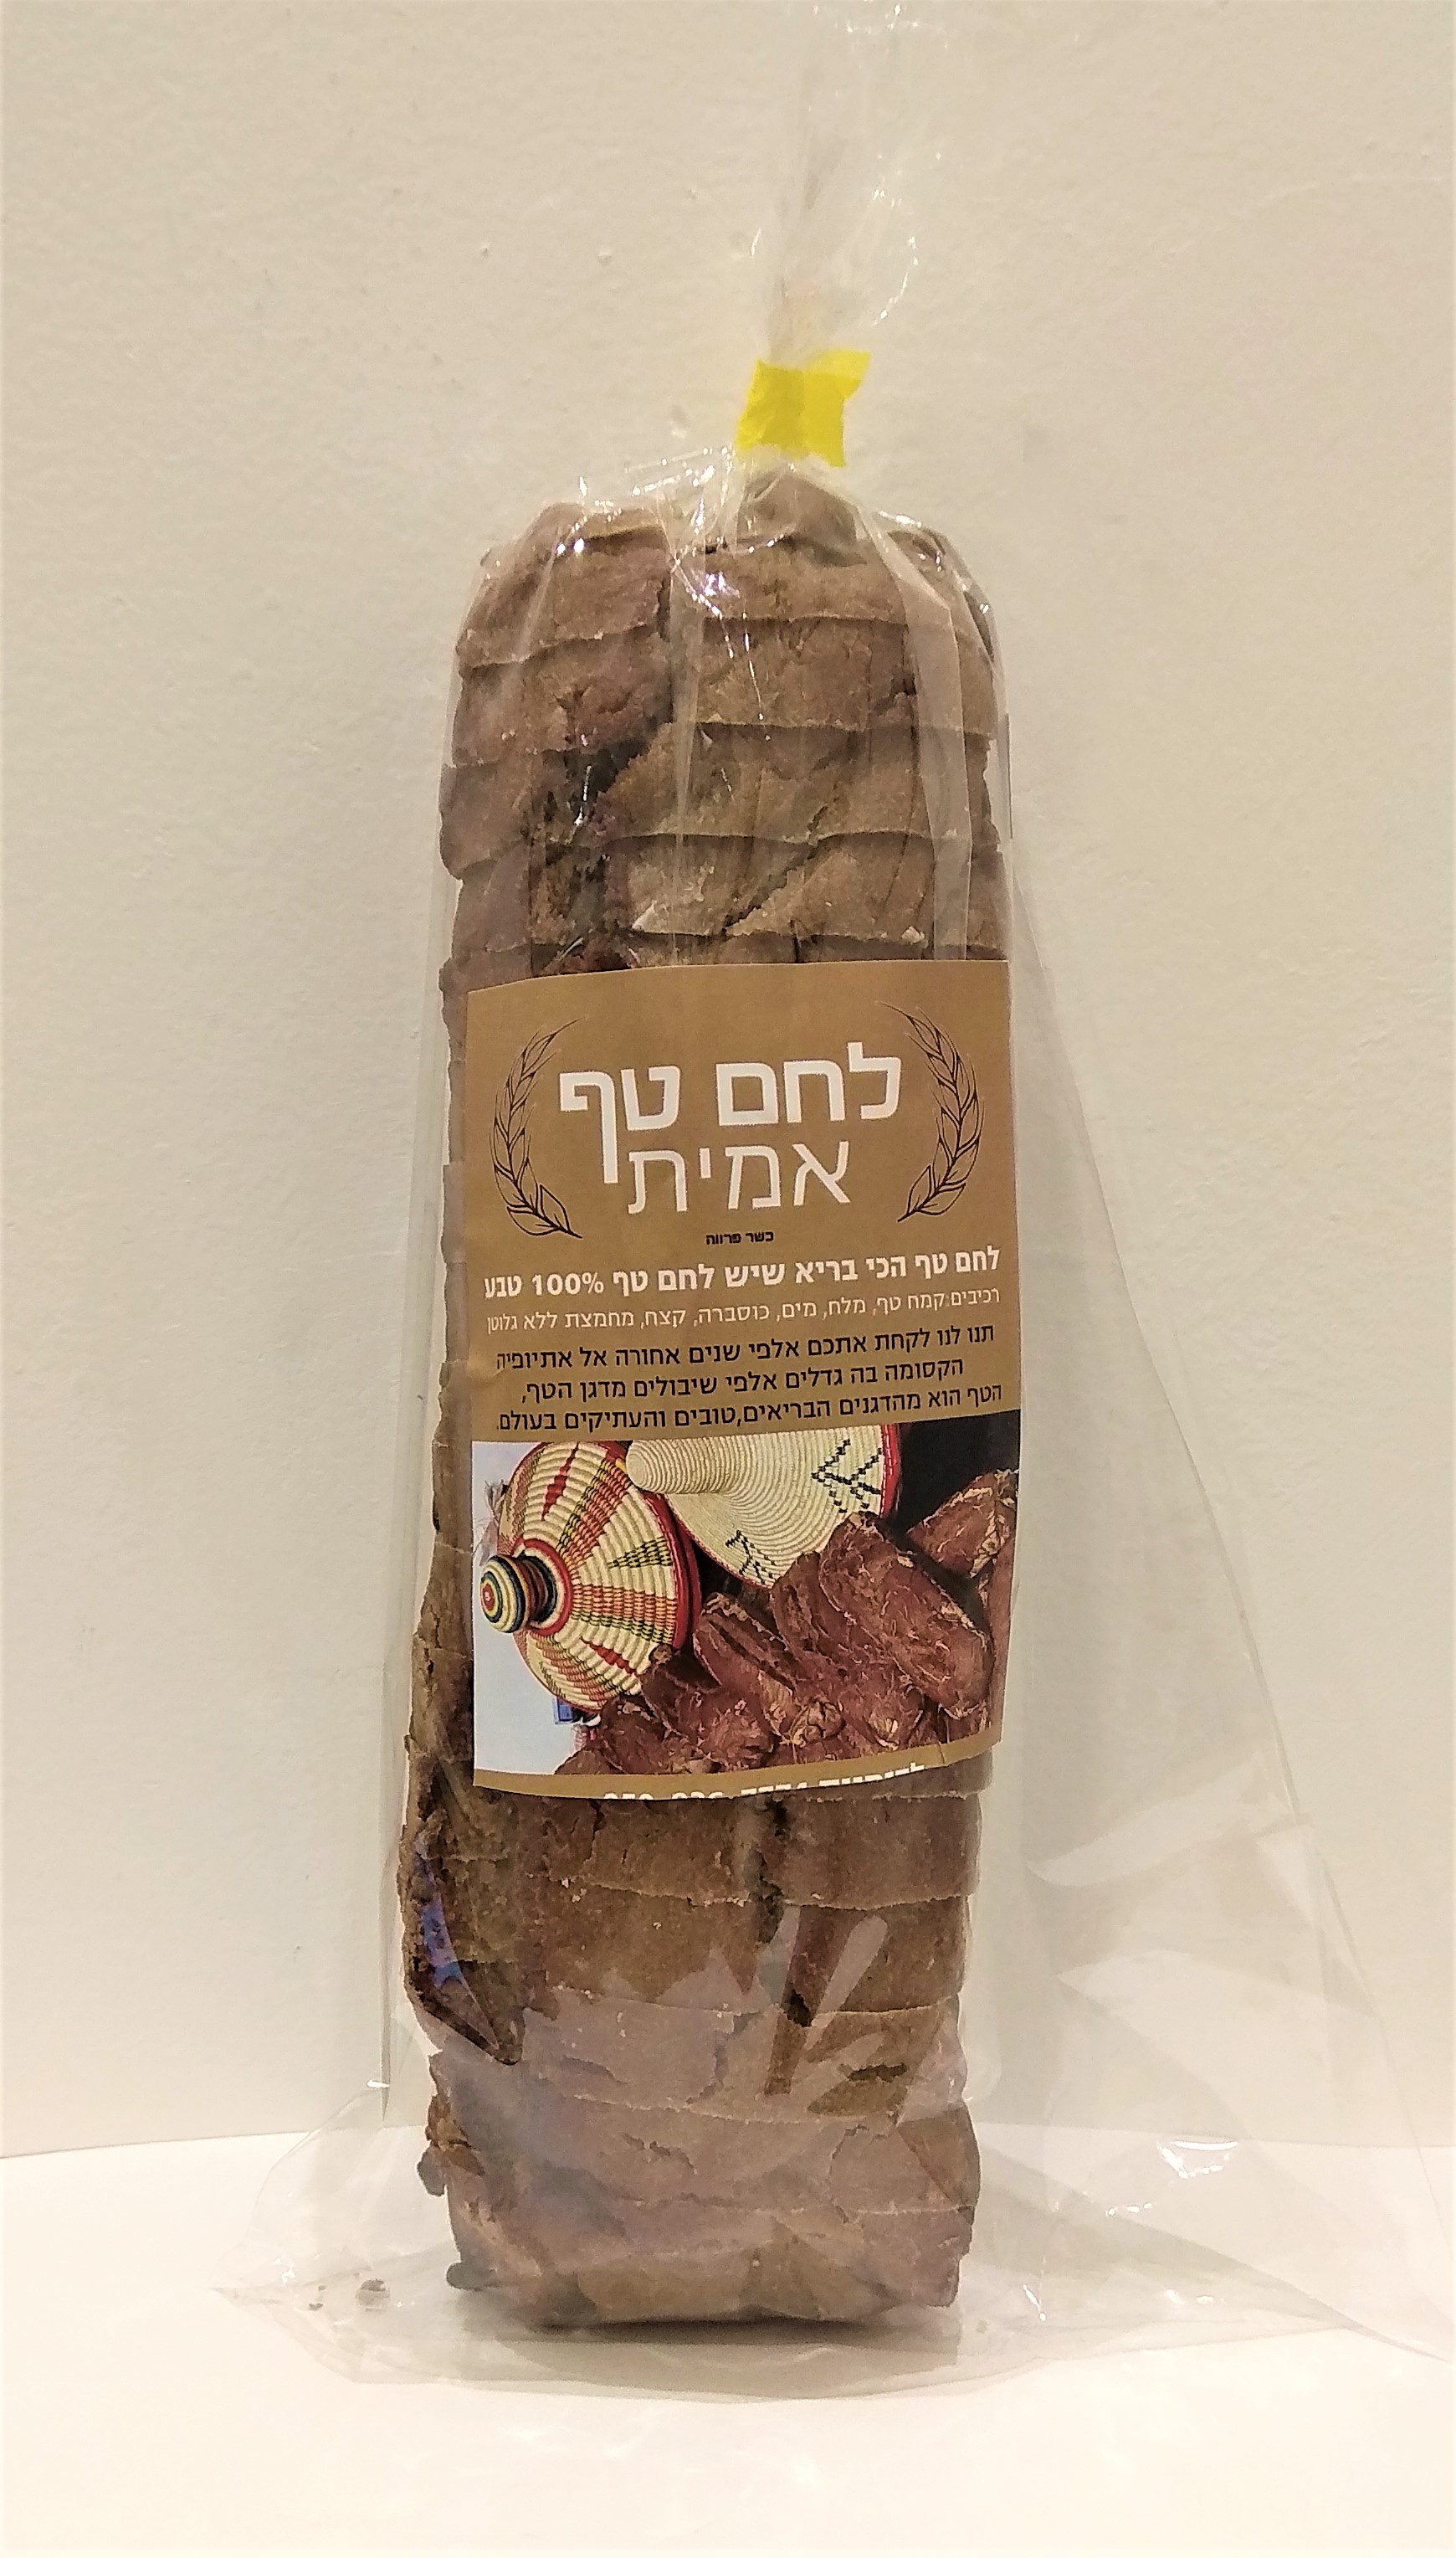 לחם טף
אמיתי
כשר פרווה
לחם טף הכי בריא שיש לחם טף 100% טבע
רכיבים:קמח טף, מלח, מים, כוסברה, קצח, מחמצת ללא גלוטן
תנו לנו לקחת אתכם אלפי שנים אחורה אל אתיופיה
הקסומה בה גדלים אלפי שיבולים מדגן הטף,
הטף הוא מהדגנים הבריאים,טובים והעתיקים בעולם.